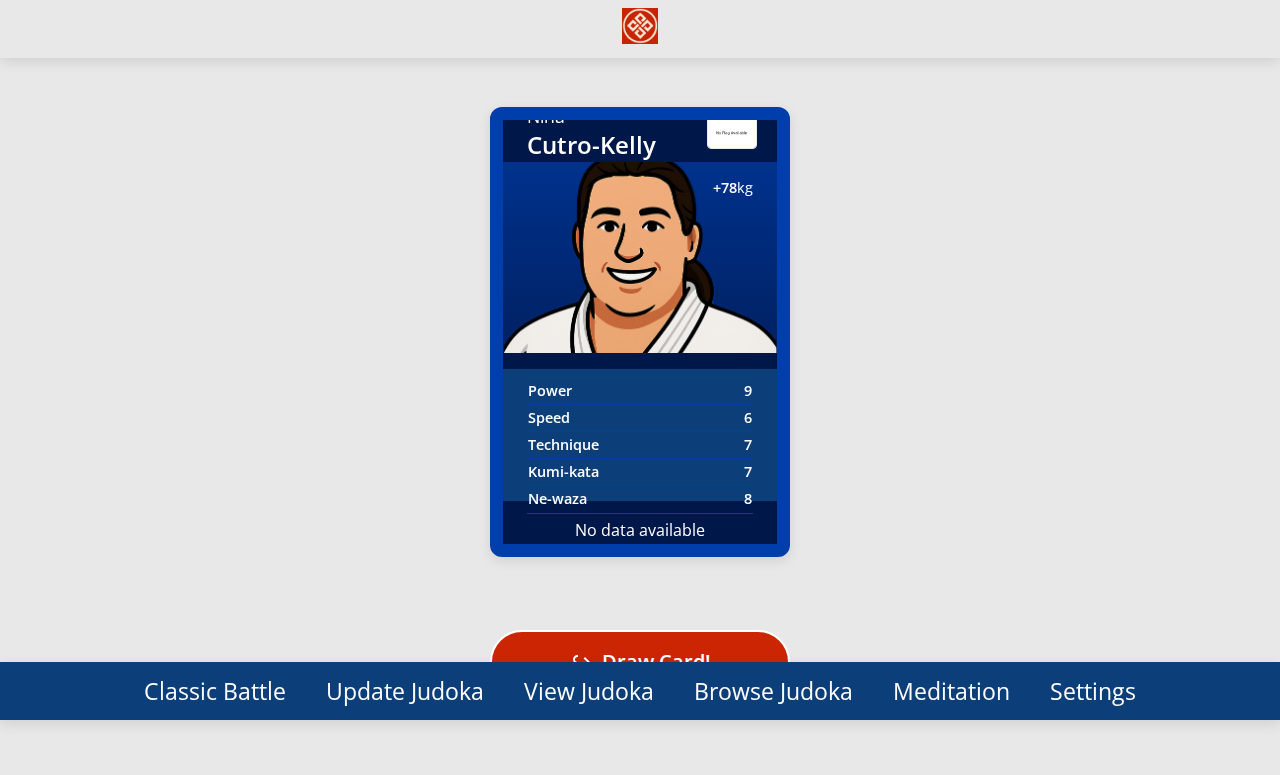 Nina
Cutro-Kelly
No Flag Available
+78kg
Power 9
Speed 6
Technique 7
Kumi-kata 7
Ne-waza 8
No data available
Draw Card!
Classic Battle Update Judoka View Judoka Browse Judoka Meditation Settings